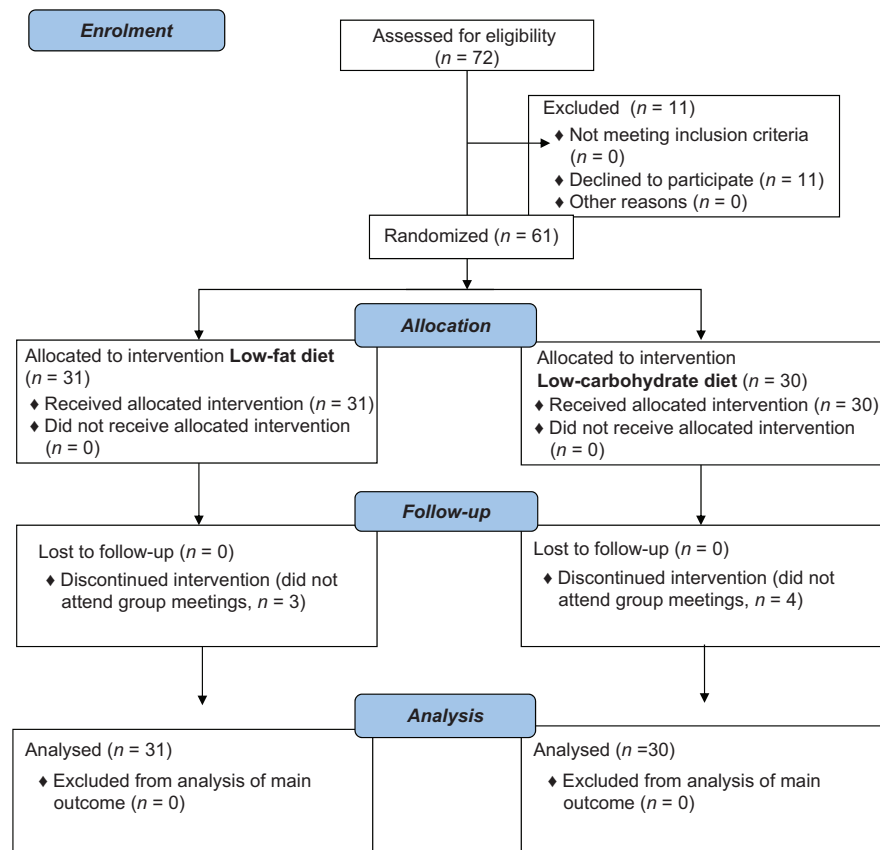 Enrolment
Assessed for eligibility
(n = 72)
Excluded (n = 11)
♦ Not meeting inclusion criteria
(n = 0)
♦ Declined to participate (n = 11)
♦ Other reasons (n = 0)
Randomized (n = 61)
Allocation
Allocated to intervention Low-fat diet
(n = 31)
♦ Received allocated intervention (n = 31)
♦ Did not receive allocated intervention
(n = 0)
Allocated to intervention
Low-carbohydrate diet (n = 30)
♦ Received allocated intervention (n = 30)
♦ Did not receive allocated intervention
(n = 0)
Follow-up
Lost to follow-up (n = 0)
♦ Discontinued intervention (did not
attend group meetings, n = 3)
Lost to follow-up (n = 0)
♦ Discontinued intervention (did not
attend group meetings, n = 4)
Analysis
Analysed (n = 31)
♦ Excluded from analysis of main
outcome (n = 0)
Analysed (n =30)
♦ Excluded from analysis of main
outcome (n = 0)